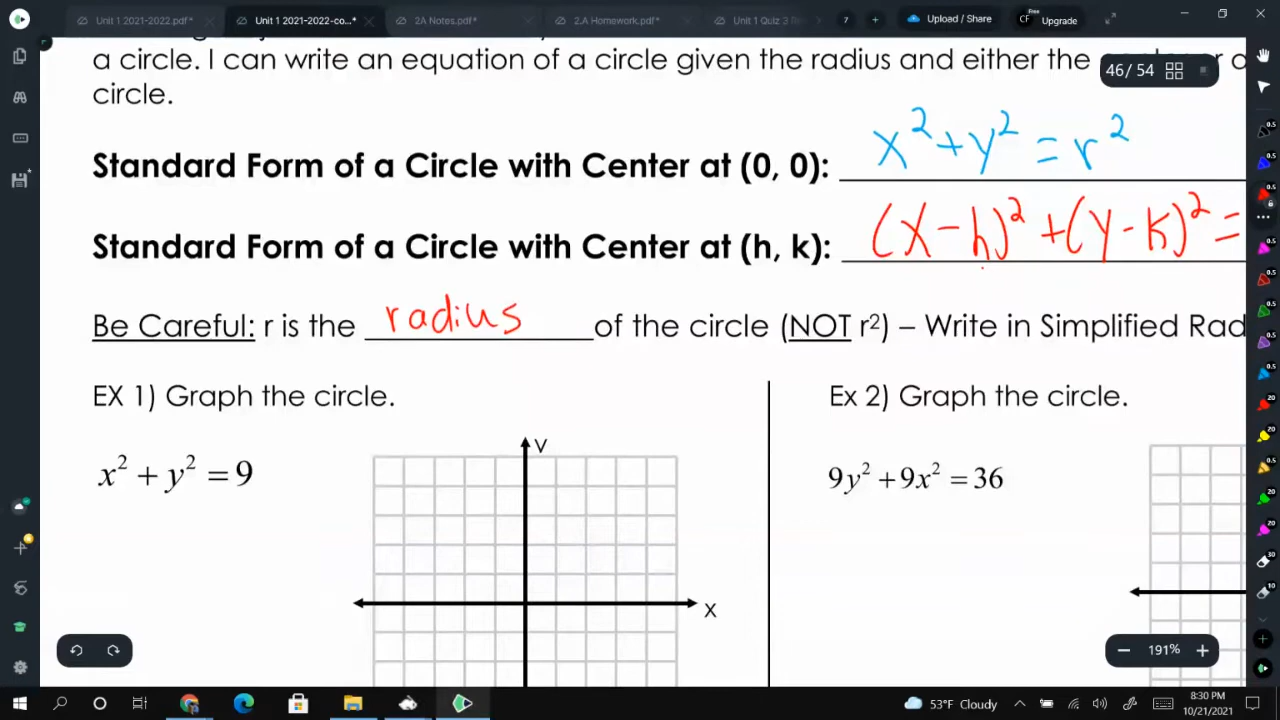 Unit 1 2021-2022.pdf*
Unit 1 2021-2022-co...*
2A Notes.pdf*
2.A Homework.pdf*
Unit 1 Quiz 3 Re
7
Upload / Share
CF
Free
Upgrade
a circle. I can write an equation of a circle given the radius and either the
circle.
46/ 54
Standard Form of a Circle with Center at (0, 0): x² + y² = r²
Standard Form of a Circle with Center at (h, k): (x - h)² + (y - k)² =
Be Careful: r is the radius of the circle (NOT r²) – Write in Simplified Rad
EX 1) Graph the circle.
Ex 2) Graph the circle.
x² + y² = 9
9y² + 9x² = 36
X
191%
53°F Cloudy
8:30 PM
10/21/2021